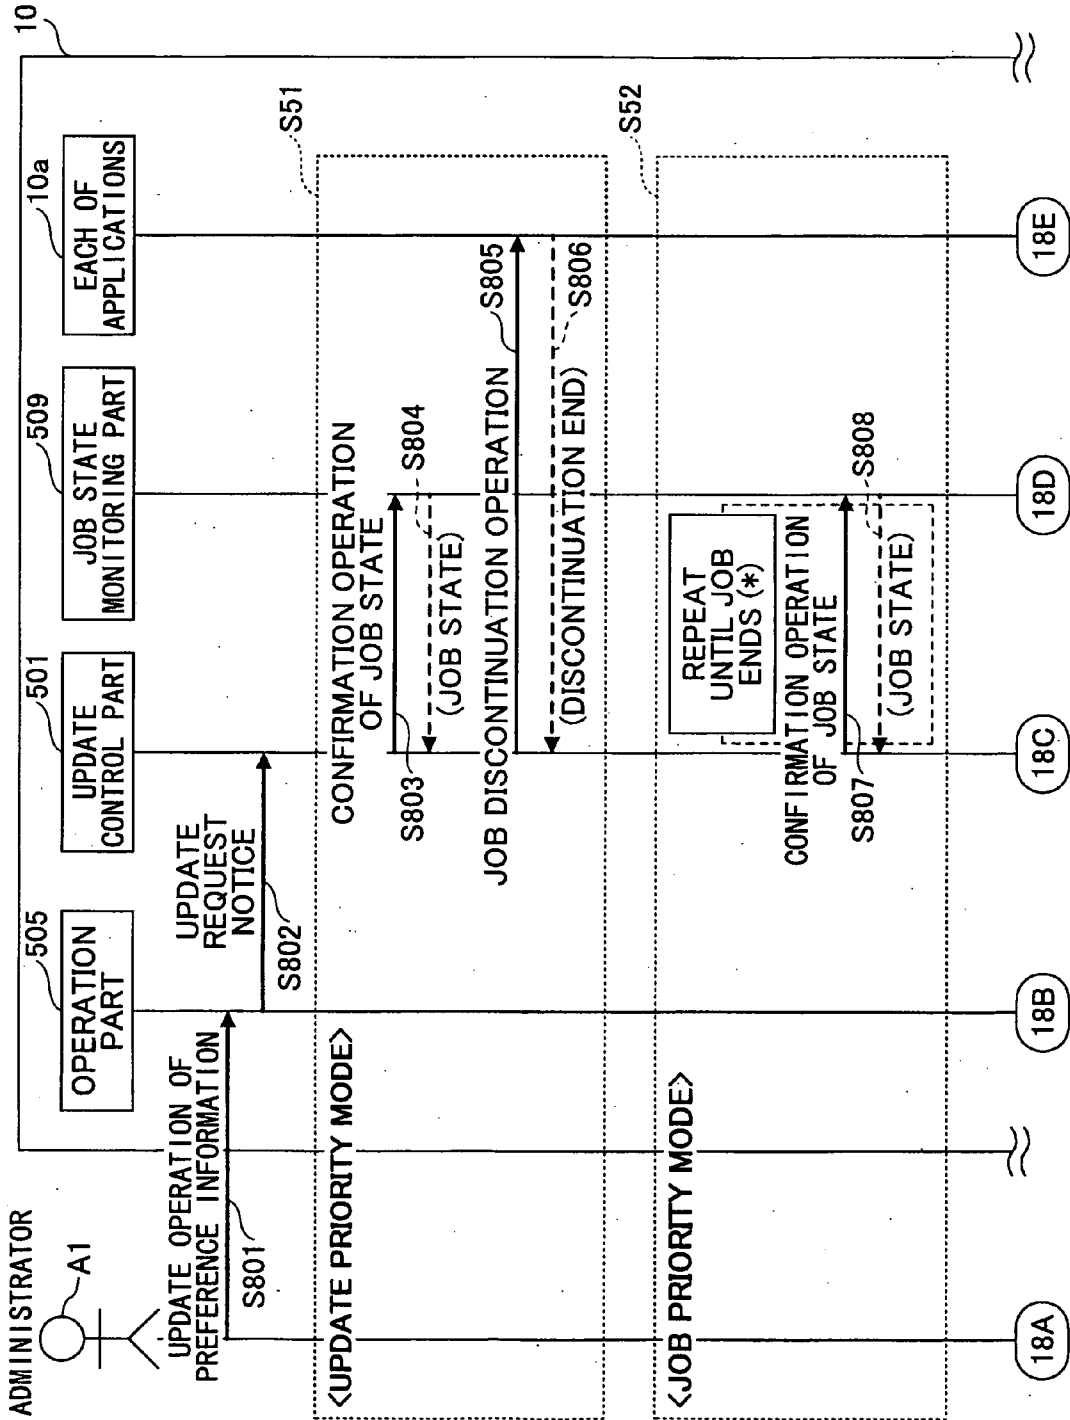 10
ADMINISTRATOR
A1
505
OPERATION
PART
501
UPDATE
CONTROL PART
509
JOB STATE
MONITORING PART
10a
EACH OF
APPLICATIONS
UPDATE OPERATION OF
PREFERENCE INFORMATION
S801
UPDATE
REQUEST
NOTICE
S802
S51
<UPDATE PRIORITY MODE>
CONFIRMATION OPERATION
OF JOB STATE
S803
S804
(JOB STATE)
JOB DISCONTINUATION OPERATION
S805
S806
(DISCONTINUATION END)
S52
<JOB PRIORITY MODE>
REPEAT
UNTIL JOB
ENDS (*)
CONFIRMATION OPERATION
OF JOB STATE
S807
S808
(JOB STATE)
18A
18B
18C
18D
18E